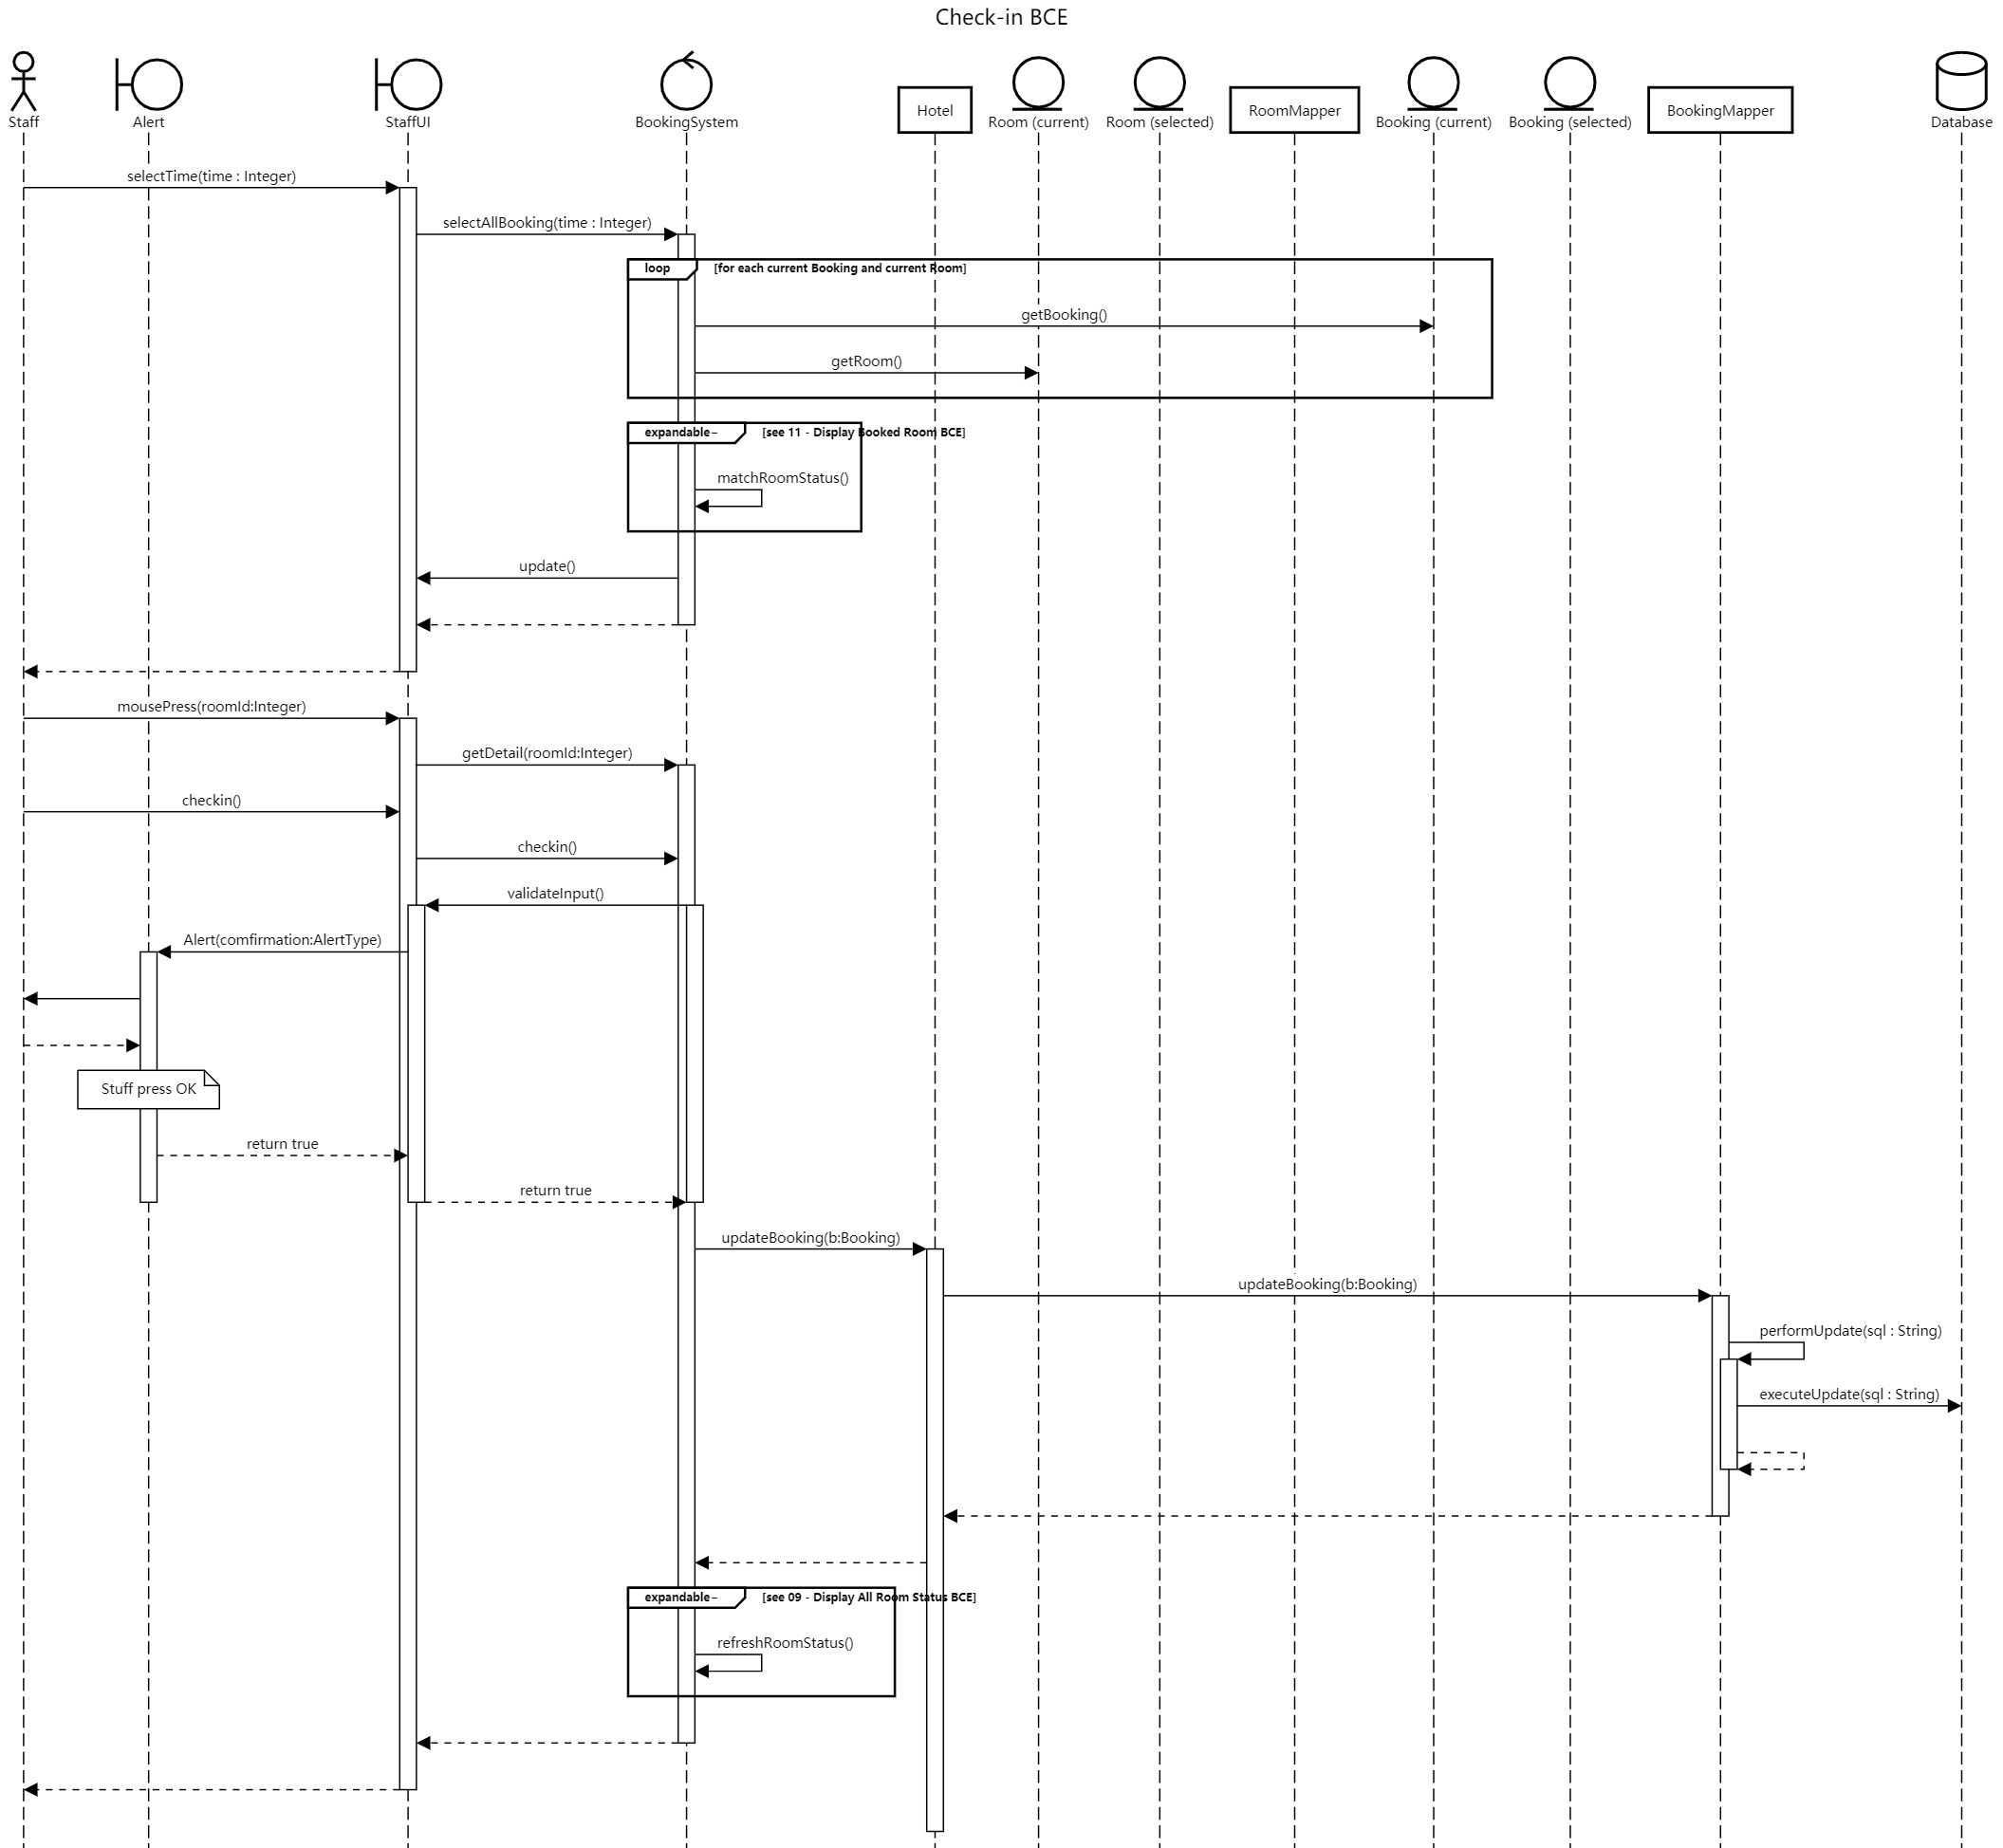 Check-in BCE
Staff
Alert
StaffUI
BookingSystem
Hotel
Room (current)
Room (selected)
RoomMapper
Booking (current)
Booking (selected)
BookingMapper
Database
selectTime(time : Integer)
selectAllBooking(time : Integer)
loop [for each current Booking and current Room]
getBooking()
getRoom()
expandable– [see 11 - Display Booked Room BCE]
matchRoomStatus()
update()
mousePress(roomId:Integer)
getDetail(roomId:Integer)
checkin()
checkin()
validateInput()
Alert(comfirmation:AlertType)
Stuff press OK
return true
return true
updateBooking(b:Booking)
updateBooking(b:Booking)
performUpdate(sql : String)
executeUpdate(sql : String)
expandable– [see 09 - Display All Room Status BCE]
refreshRoomStatus()